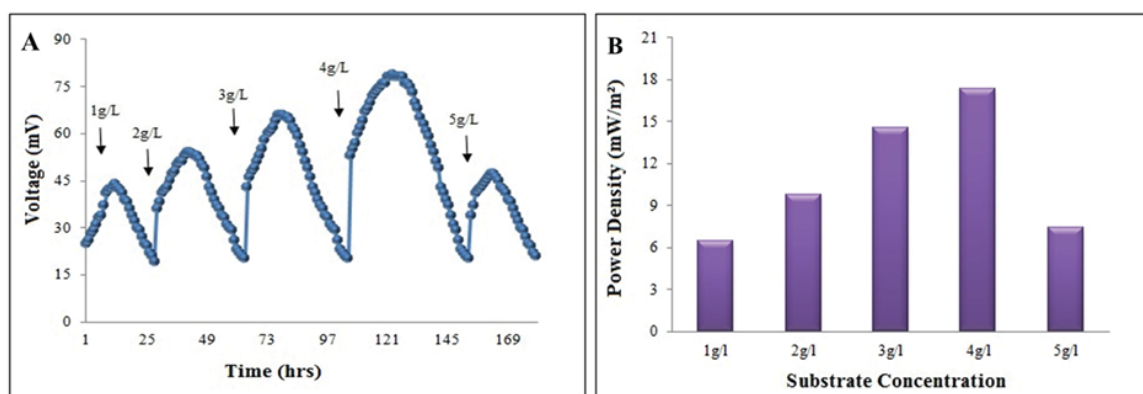 A
Voltage (mV)
90
75
60
45
30
15
0
1g/L
2g/L
3g/L
4g/L
5g/L
1 25 49 73 97 121 145 169
Time (hrs)
B
Power Density (mW/m²)
21
18
15
12
9
6
3
0
1g/l 2g/l 3g/l 4g/l 5g/l
Substrate Concentration